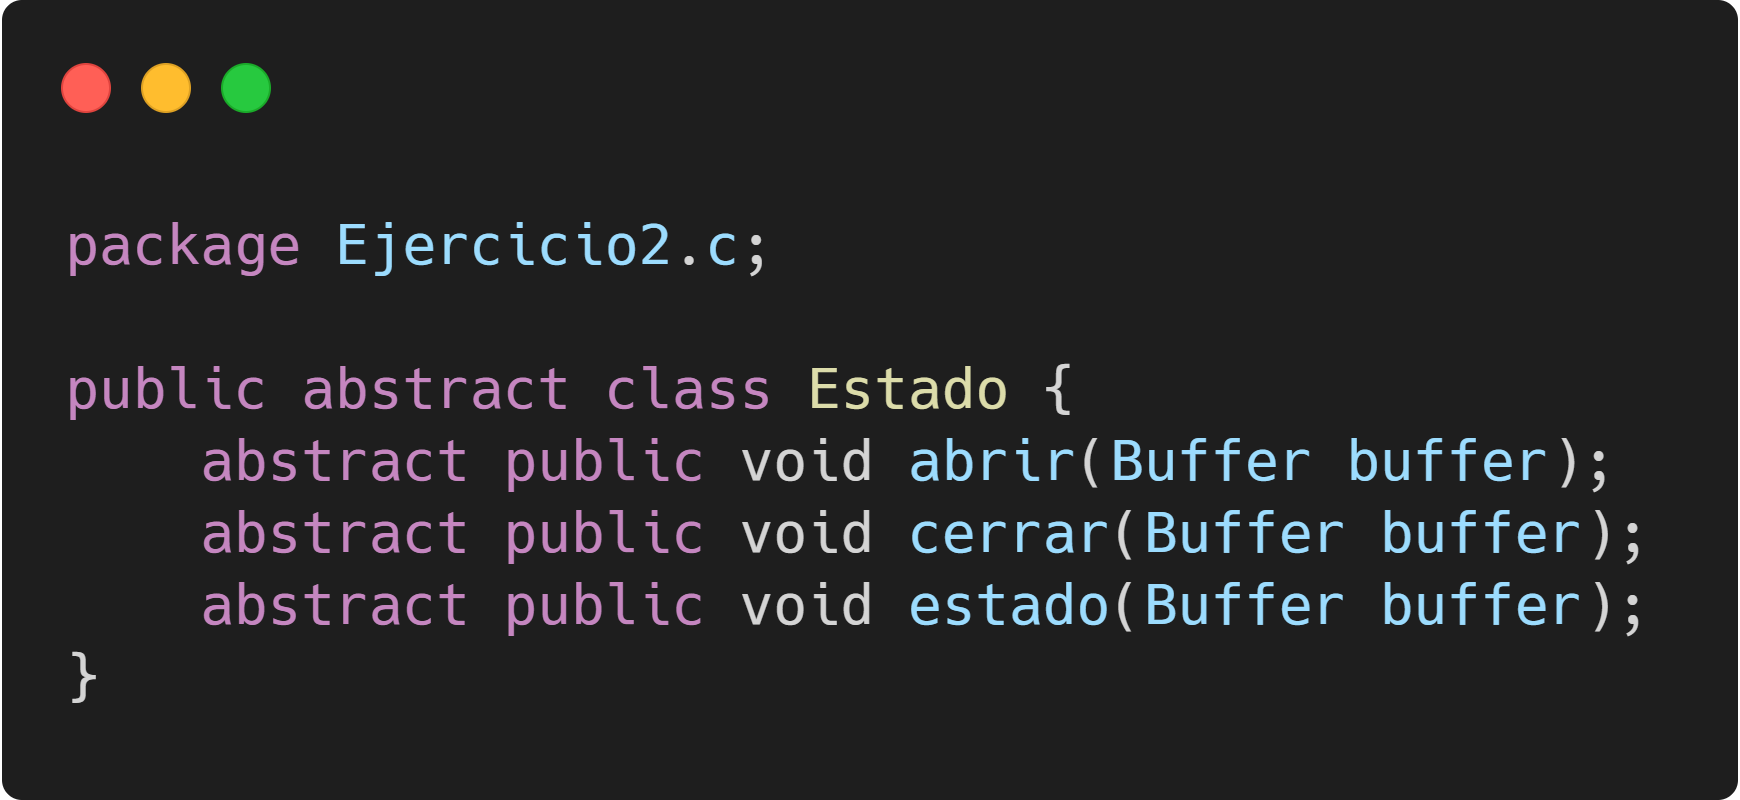 package Ejercicio2.c;
public abstract class Estado {
    abstract public void abrir(Buffer buffer);
    abstract public void cerrar(Buffer buffer);
    abstract public void estado(Buffer buffer);
}